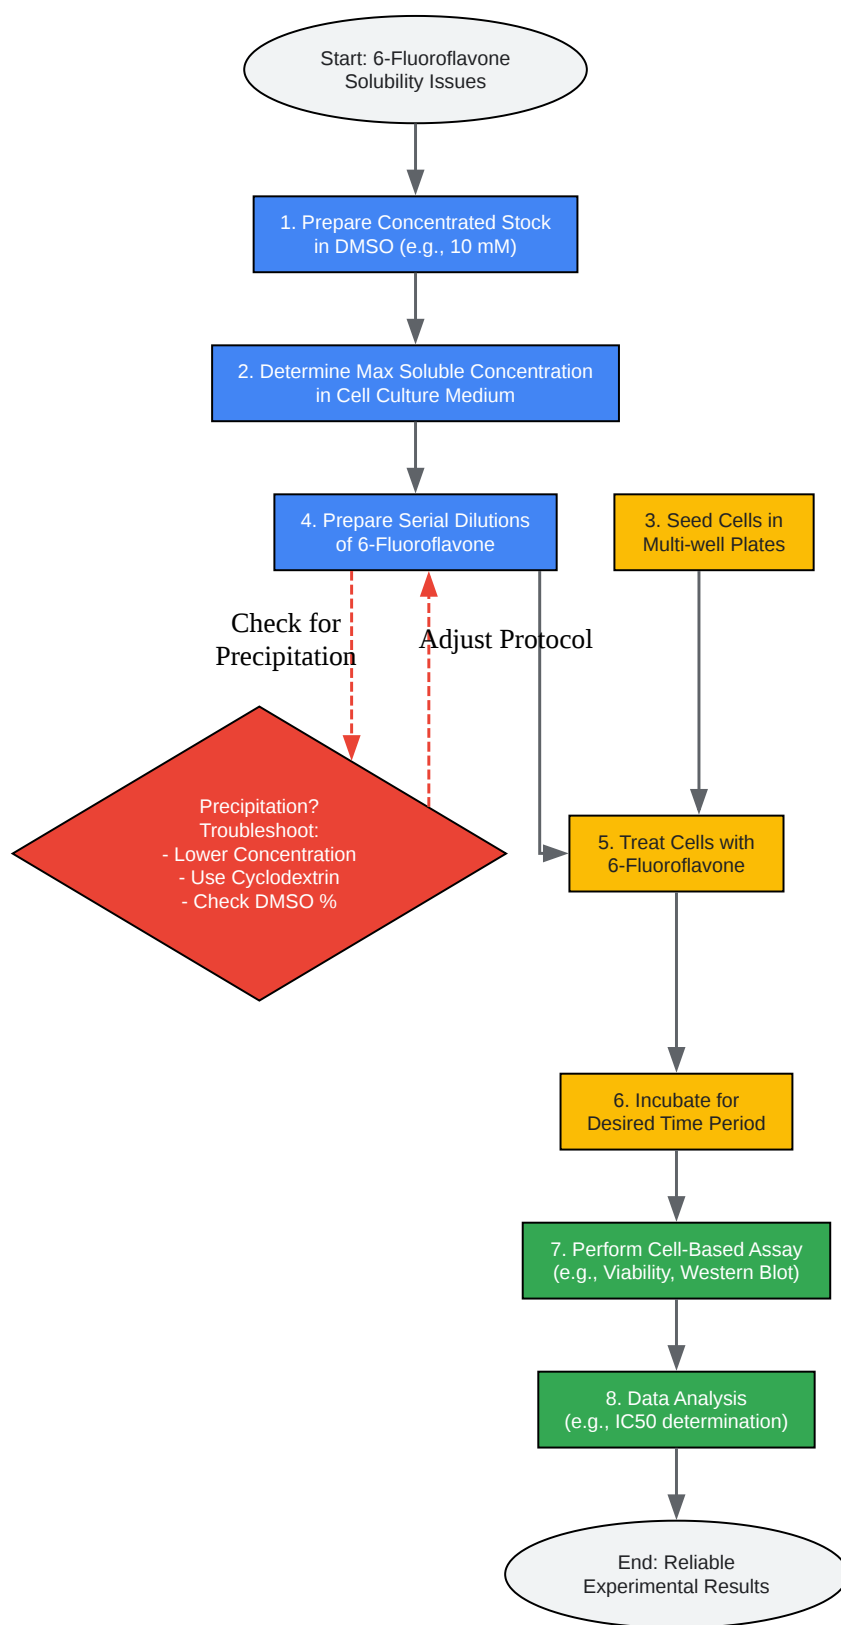 Start: 6-Fluoroflavone
Solubility Issues
1. Prepare Concentrated Stock
in DMSO (e.g., 10 mM)
2. Determine Max Soluble Concentration
in Cell Culture Medium
4. Prepare Serial Dilutions
of 6-Fluoroflavone
3. Seed Cells in
Multi-well Plates
Check for
Precipitation
Adjust Protocol
Precipitation?
Troubleshoot:
- Lower Concentration
- Use Cyclodextrin
- Check DMSO %
5. Treat Cells with
6-Fluoroflavone
6. Incubate for
Desired Time Period
7. Perform Cell-Based Assay
(e.g., Viability, Western Blot)
8. Data Analysis
(e.g., IC50 determination)
End: Reliable
Experimental Results